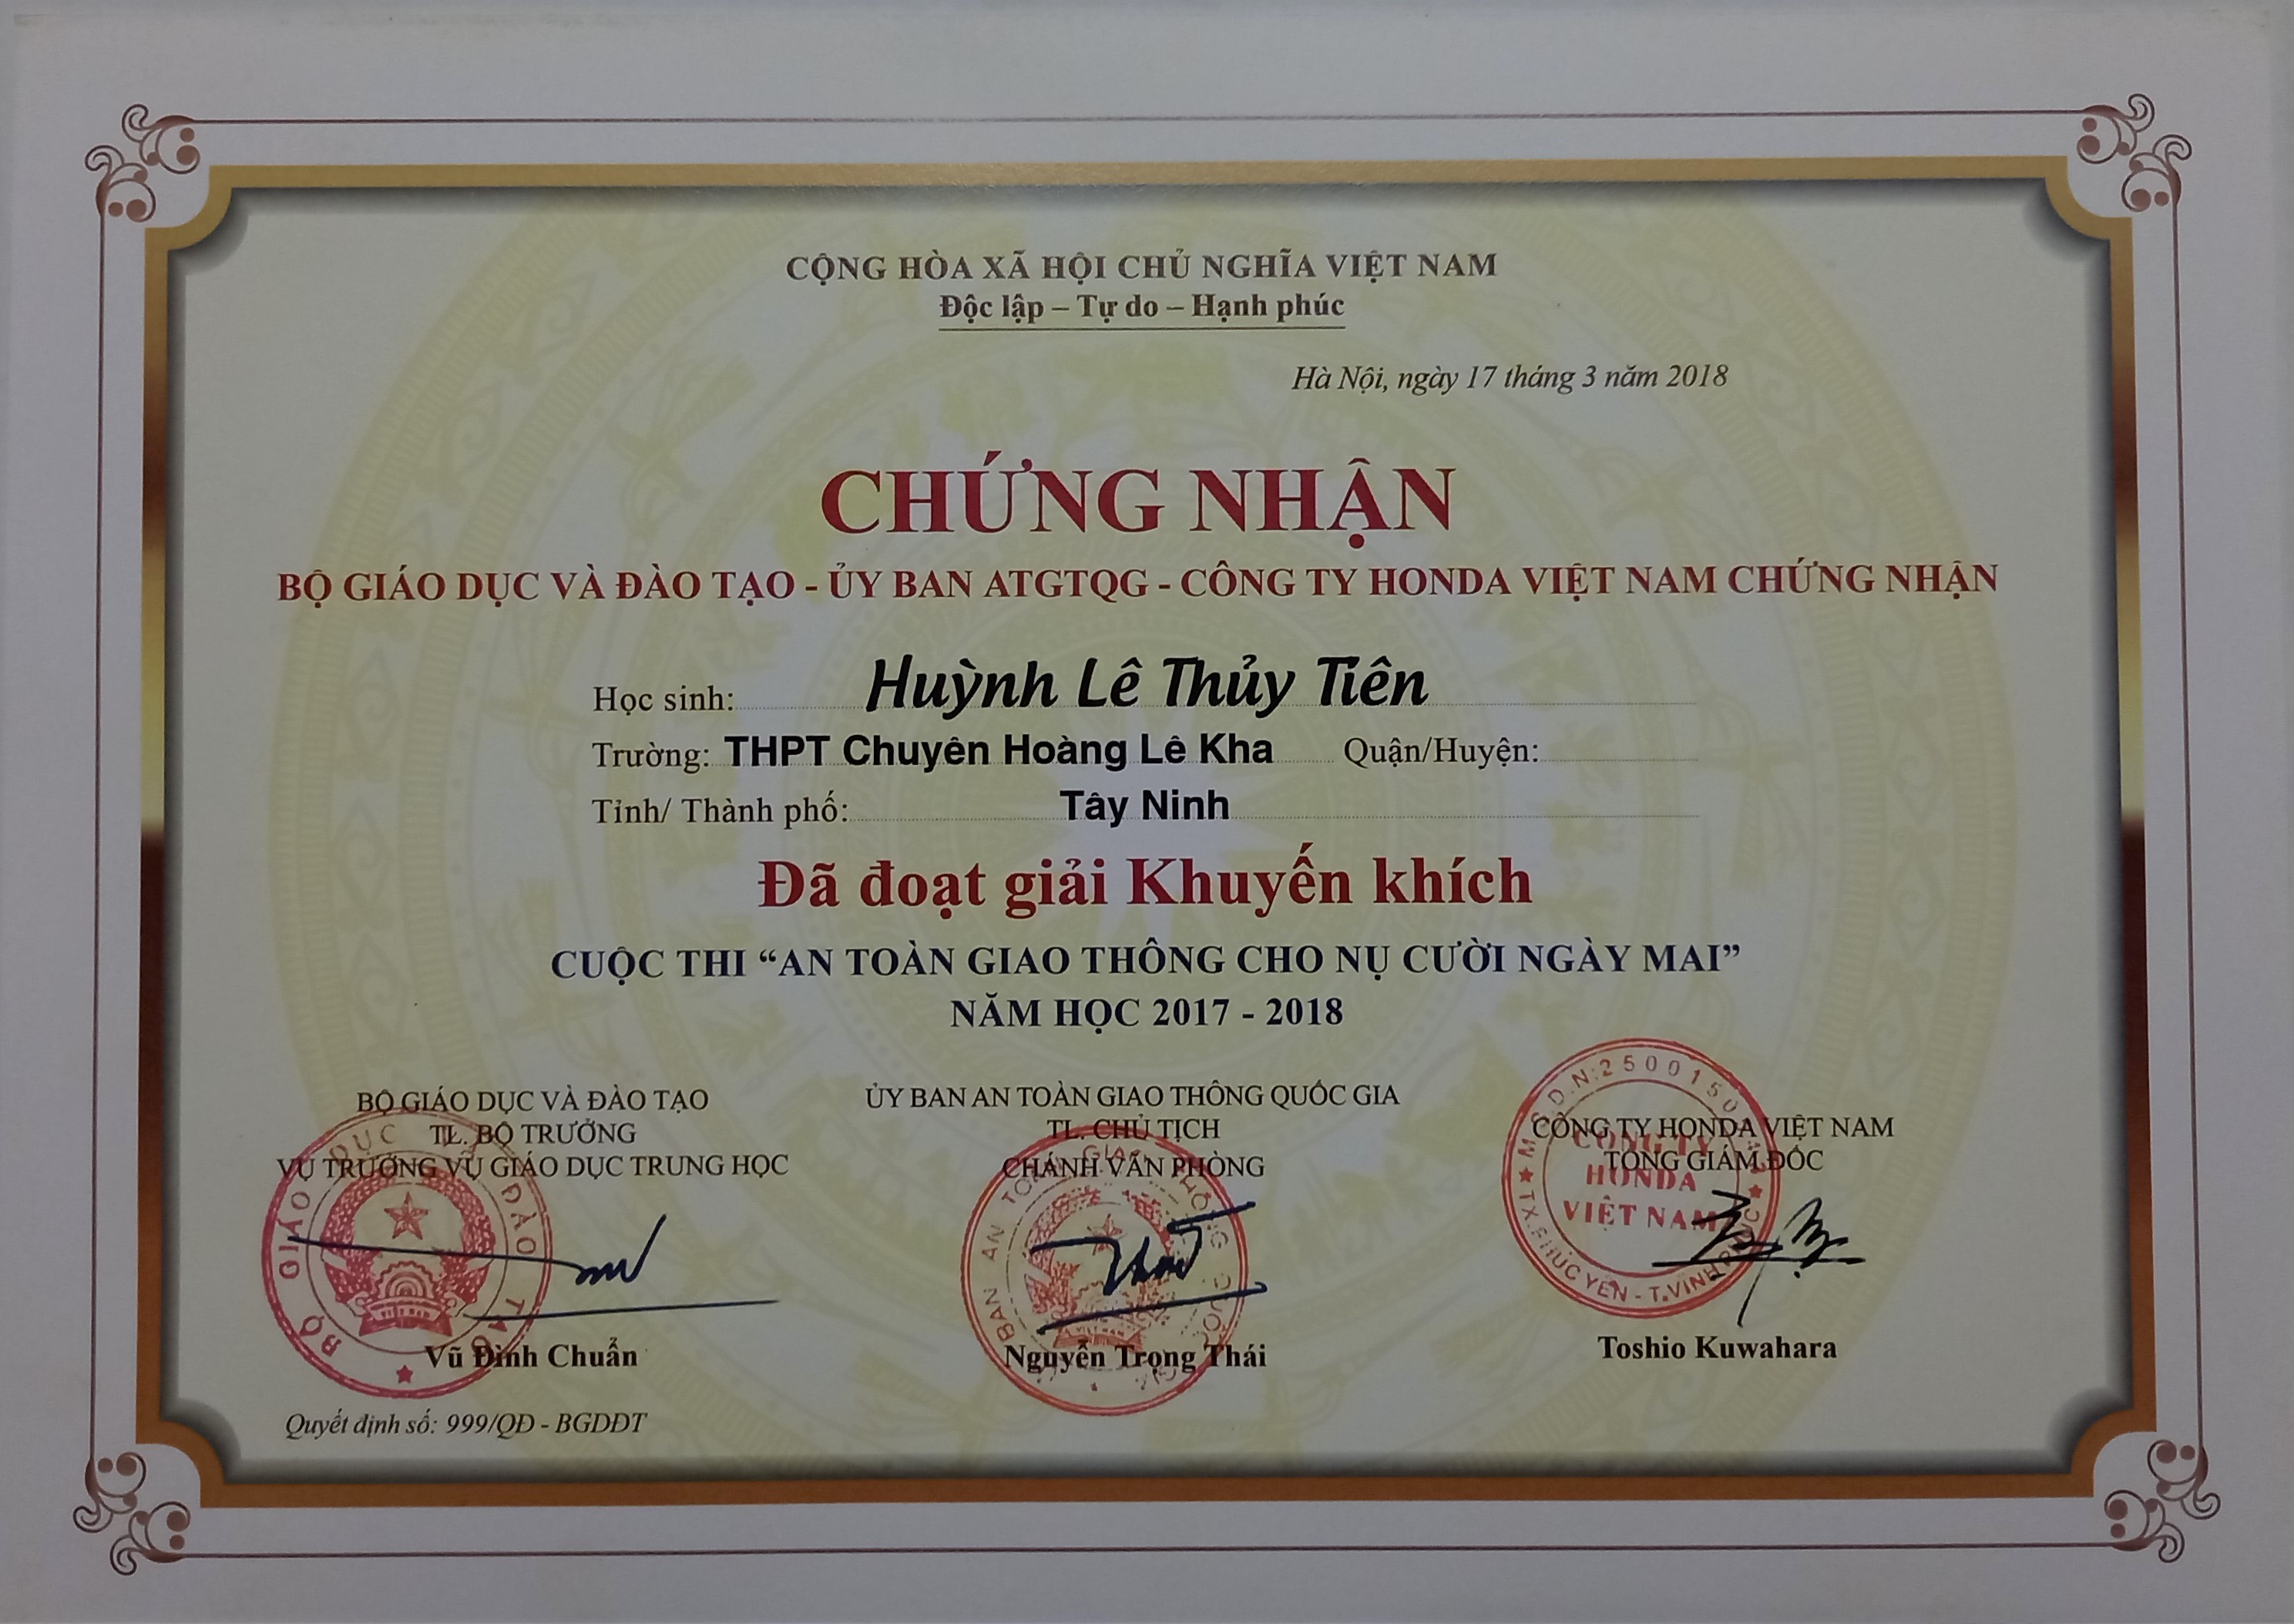 CỘNG HÒA XÃ HỘI CHỦ NGHĨA VIỆT NAM
Độc lập – Tự do – Hạnh phúc
Hà Nội, ngày 17 tháng 3 năm 2018
CHỨNG NHẬN
BỘ GIÁO DỤC VÀ ĐÀO TẠO - ỦY BAN ATGTQG - CÔNG TY HONDA VIỆT NAM CHỨNG NHẬN
Học sinh: Huỳnh Lê Thủy Tiên
Trường: THPT Chuyên Hoàng Lê Kha Quận/Huyện:
Tỉnh/ Thành phố: Tây Ninh
Đã đoạt giải Khuyến khích
CUỘC THI “AN TOÀN GIAO THÔNG CHO NỤ CƯỜI NGÀY MAI”
NĂM HỌC 2017 - 2018
BỘ GIÁO DỤC VÀ ĐÀO TẠO
TL. BỘ TRƯỞNG
VỤ TRƯỞNG VỤ GIÁO DỤC TRUNG HỌC
BỘ GIÁO DỤC VÀ ĐÀO TẠO
VIỆT NAM
Vũ Đình Chuẩn
Quyết định số: 999/QĐ - BGDĐT
ỦY BAN AN TOÀN GIAO THÔNG QUỐC GIA
TL. CHỦ TỊCH
CHÁNH VĂN PHÒNG
BAN AN TOÀN GIAO THÔNG QUỐC GIA
VIỆT NAM
Nguyễn Trọng Thái
CÔNG TY HONDA VIỆT NAM
TỔNG GIÁM ĐỐC
M.S.D.N:2500150
CÔNG TY
HONDA
VIỆT NAM
TX.PHÚC YÊN - T.VĨNH PHÚC
Toshio Kuwahara